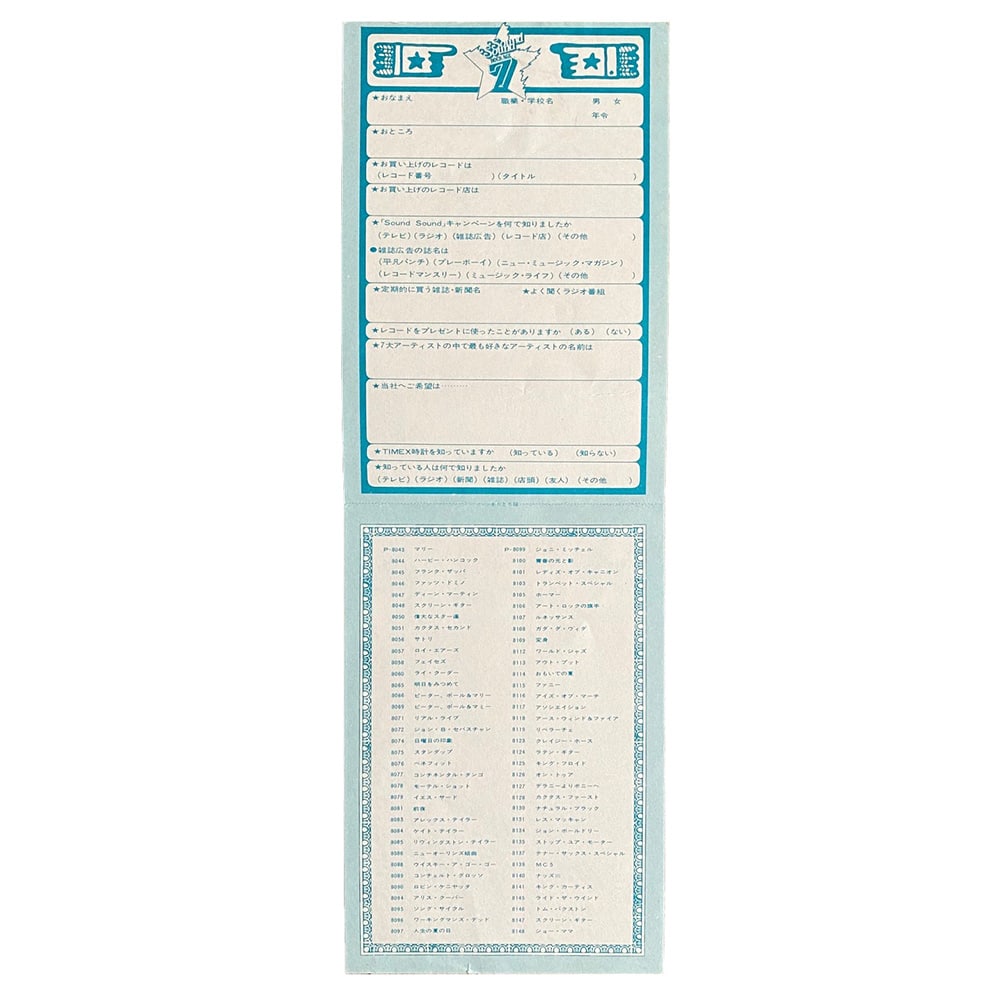 Sound
7
★おなまえ 職業・学校名 男 女
年令
★おところ
★お買い上げのレコードは
(レコード番号 )(タイトル )
★お買い上げのレコード店は
★「Sound Sound」キャンペーンを何で知りましたか
(テレビ)(ラジオ)(雑誌広告)(レコード店)(その他 )
●雑誌広告の誌名は
(平凡パンチ)(プレーボーイ)(ニュー・ミュージック・マガジン)
(レコードマンスリー)(ミュージック・ライフ)(その他 )
★定期的に買う雑誌・新聞名 ★よく聞くラジオ番組
★レコードをプレゼントに使ったことがありますか (ある) (ない)
★7大アーティストの中で最も好きなアーティストの名前は
★当社へご希望は………
★TIMEX時計を知っていますか (知っている) (知らない)
★知っている人は何で知りましたか
(テレビ)(ラジオ)(新聞)(雑誌)(店頭)(友人)(その他 )
P-8043 マリー
8044 ハービー・ハンコック
8045 フランク・ザッパ
8046 ファッツ・ドミノ
8047 ディーン・マーティン
8048 スクリーン・ギター
8050 偉大なスター達
8051 カクタス・セカンド
8056 サトリ
8057 ロイ・エアーズ
8058 フェイセズ
8060 ライ・クーダー
8065 明日をみつめて
8068 ピーター、ポール&マリー
8069 ピーター、ポール&マミー
8071 リアル・ライブ
8072 ジョン・B・セバスチャン
8074 日曜日の印象
8075 スタンダップ
8076 ベネフィット
8077 コンチネンタル・タンゴ
8078 モーテル・ショット
8079 イエス・サード
8081 前夜
8083 アレックス・テイラー
8084 ケイト・テイラー
8085 リヴィングストン・テイラー
8086 ニューオーリンズ組曲
8088 ウイスキー・ア・ゴー・ゴー
8089 コンチェルト・グロッソ
8090 ロビン・ケニヤッタ
8094 アリス・クーパー
8095 ソング・サイクル
8096 ワーキングマンズ・デッド
8097 人生の夏の日
P-8099 ジョニ・ミッチェル
8100 青春の光と影
8101 レディズ・オブ・キャニオン
8103 トランペット・スペシャル
8105 ホーマー
8106 アート・ロックの旗手
8107 ルネッサンス
8108 ガダ・ダ・ヴィダ
8109 変身
8112 ワールド・ジャズ
8113 アウト・プット
8114 おもいでの夏
8115 ファニー
8116 アイズ・オブ・マーチ
8117 アソシエイション
8118 アース・ウィンド&ファイア
8119 リベラーチェ
8123 クレイジー・ホース
8124 ラテン・ギター
8125 キング・フロイド
8126 オン・トゥア
8127 デラニーよりボニーへ
8128 カクタス・ファースト
8130 ナチュラル・ブラック
8131 レス・マッキャン
8134 ジョン・ボールドリー
8135 ストップ・ユア・モーター
8137 テナー・サックス・スペシャル
8139 MC5
8140 ナッズIII
8141 キング・カーティス
8145 ライド・ザ・ウインド
8146 トム・パクストン
8147 スクリーン・ギター
8148 ジョー・ママ